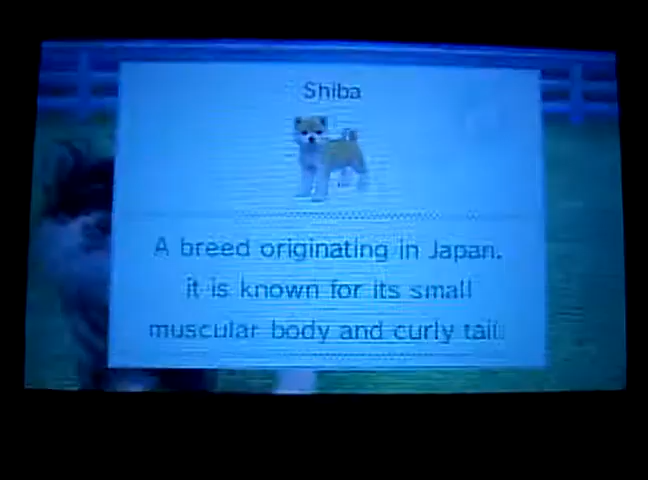 Shiba
A breed originating in Japan,
it is known for its small
muscular body and curly tail.